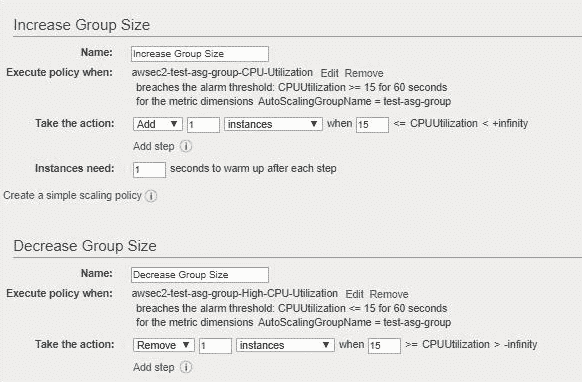 Increase Group Size
Name: Increase Group Size
Execute policy when: awsec2-test-asg-group-CPU-Utilization Edit Remove
breaches the alarm threshold: CPUUtilization >= 15 for 60 seconds
for the metric dimensions AutoScalingGroupName = test-asg-group
Take the action: Add 1 instances when 15 <= CPUUtilization < +infinity
Add step i
Instances need: 1 seconds to warm up after each step
Create a simple scaling policy i
Decrease Group Size
Name: Decrease Group Size
Execute policy when: awsec2-test-asg-group-High-CPU-Utilization Edit Remove
breaches the alarm threshold: CPUUtilization <= 15 for 60 seconds
for the metric dimensions AutoScalingGroupName = test-asg-group
Take the action: Remove 1 instances when 15 >= CPUUtilization > -infinity
Add step i